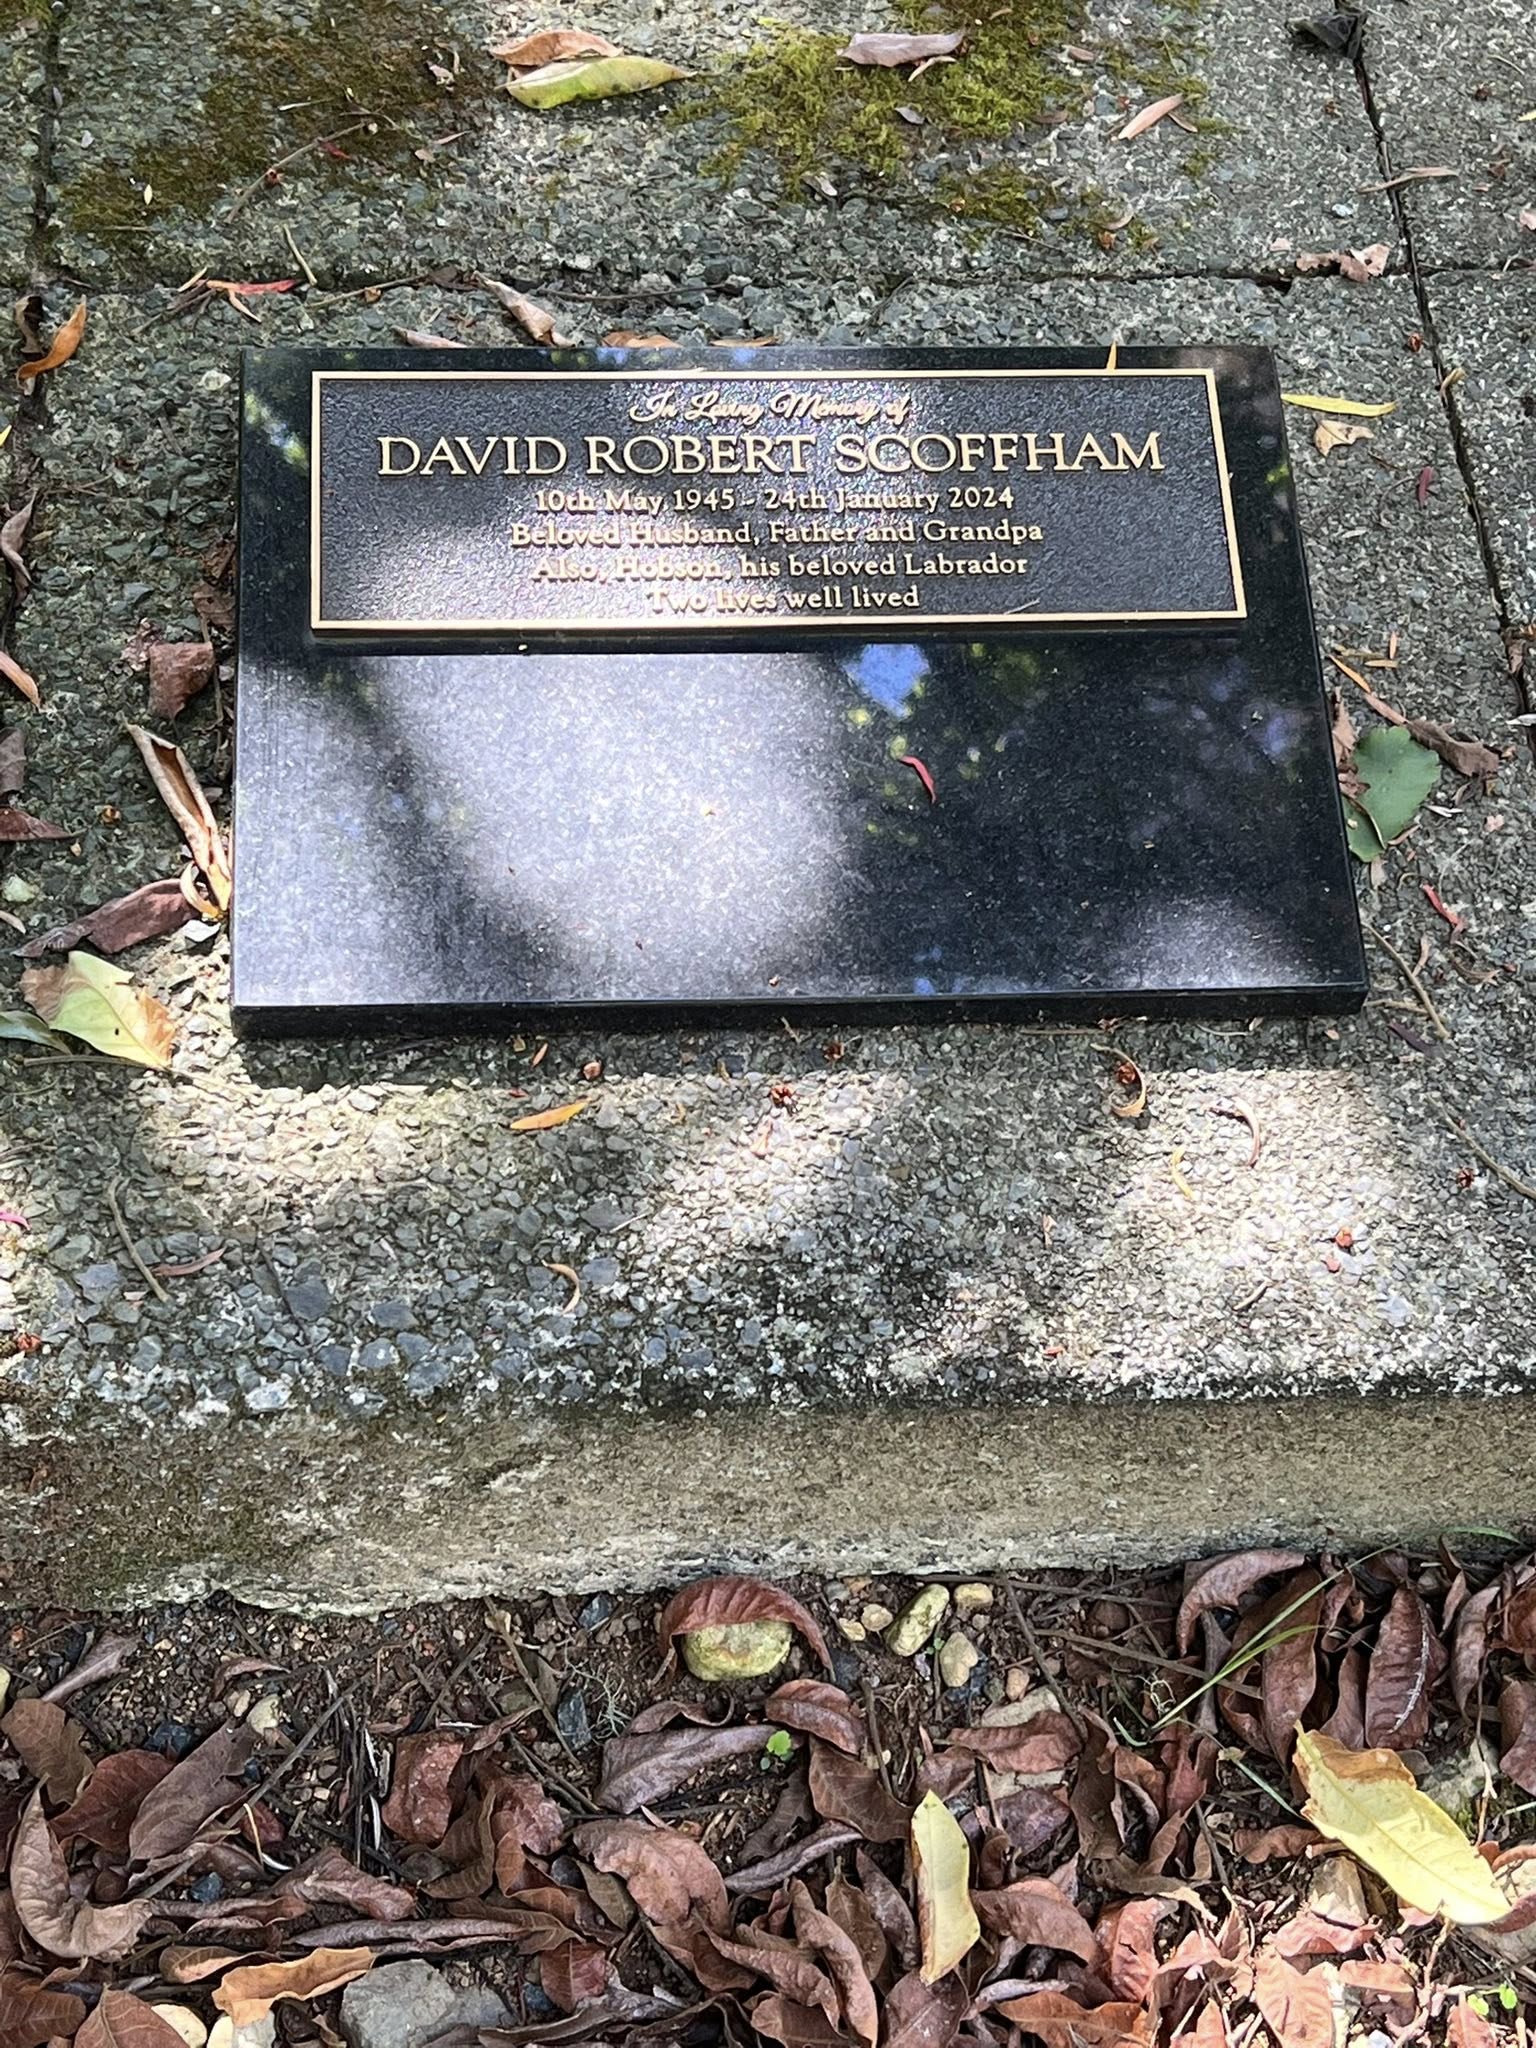 In Loving Memory of
DAVID ROBERT SCOFFHAM
10th May 1945 - 24th January 2024
Beloved Husband, Father and Grandpa
Also, Hobson, his beloved Labrador
Two lives well lived